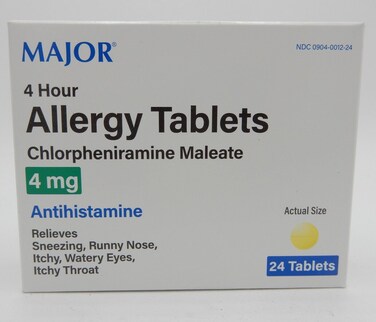 MAJOR®
NDC 0904-0012-24
4 Hour
Allergy Tablets
Chlorpheniramine Maleate
4 mg
Antihistamine
Actual Size
Relieves
Sneezing, Runny Nose,
Itchy, Watery Eyes,
Itchy Throat
24 Tablets